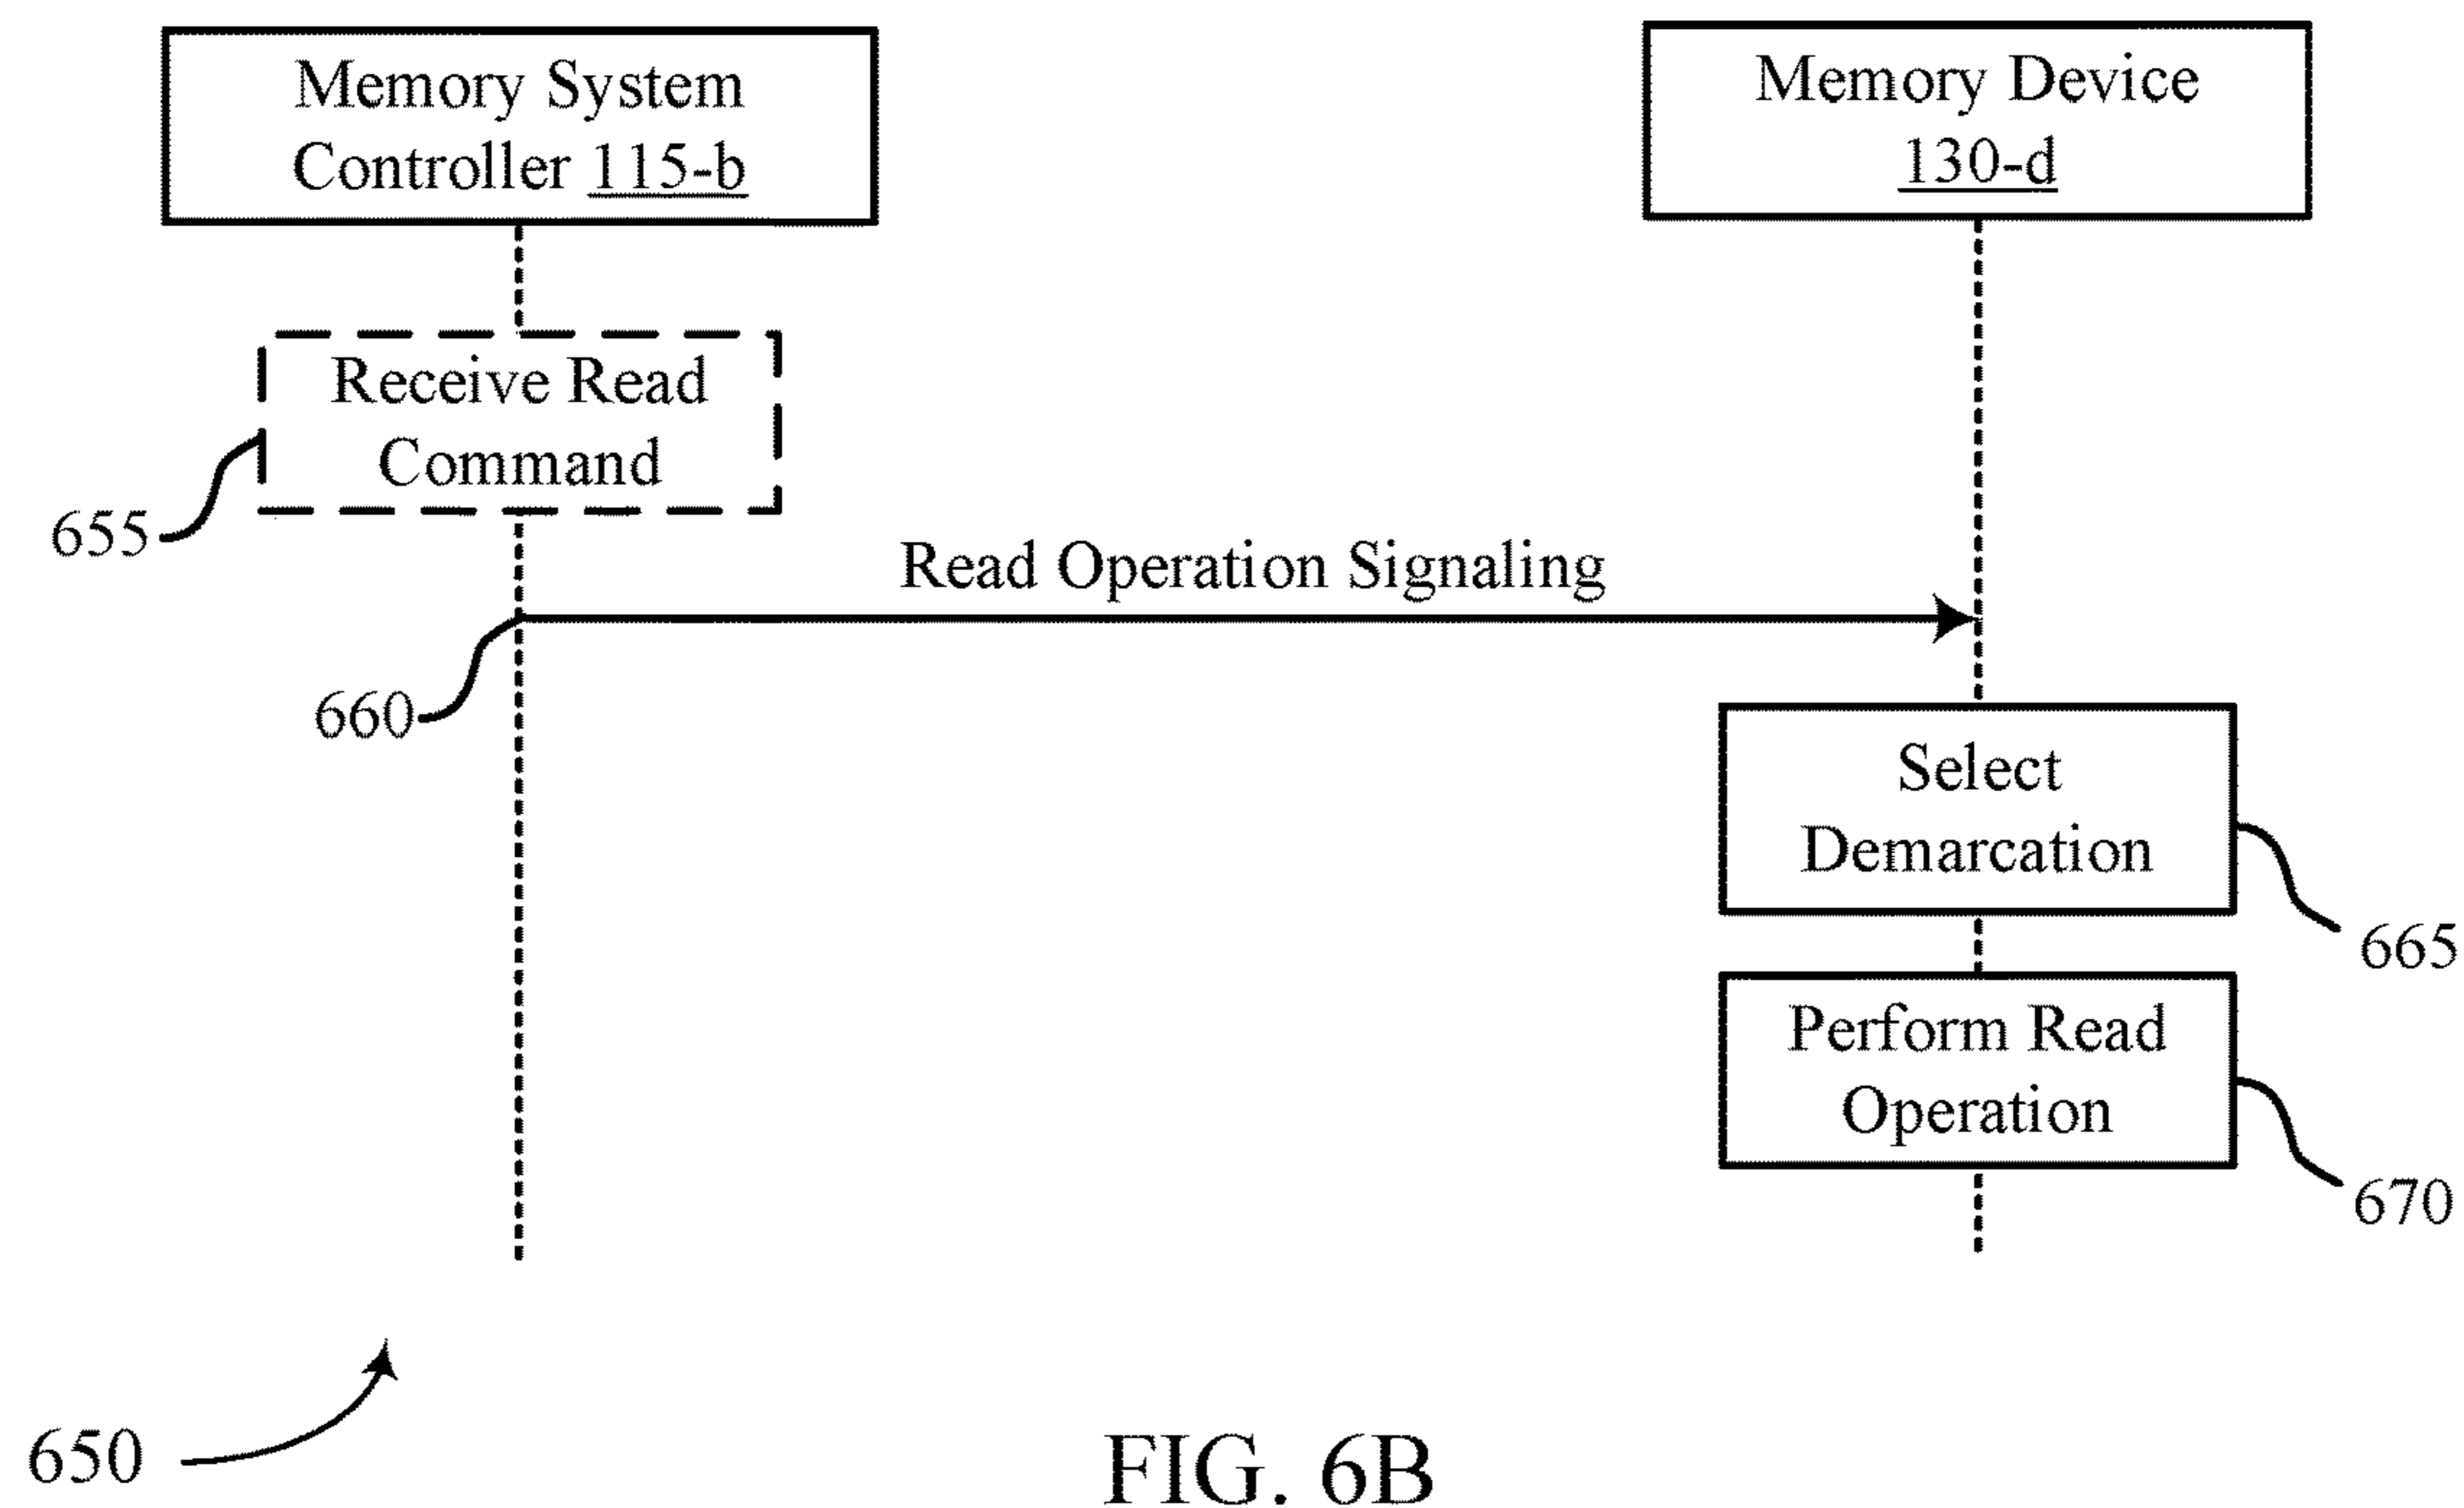 Memory System
Controller 115-b
Memory Device
130-d
Receive Read
Command
655
Read Operation Signaling
660
Select
Demarcation
665
Perform Read
Operation
670
650
FIG. 6B